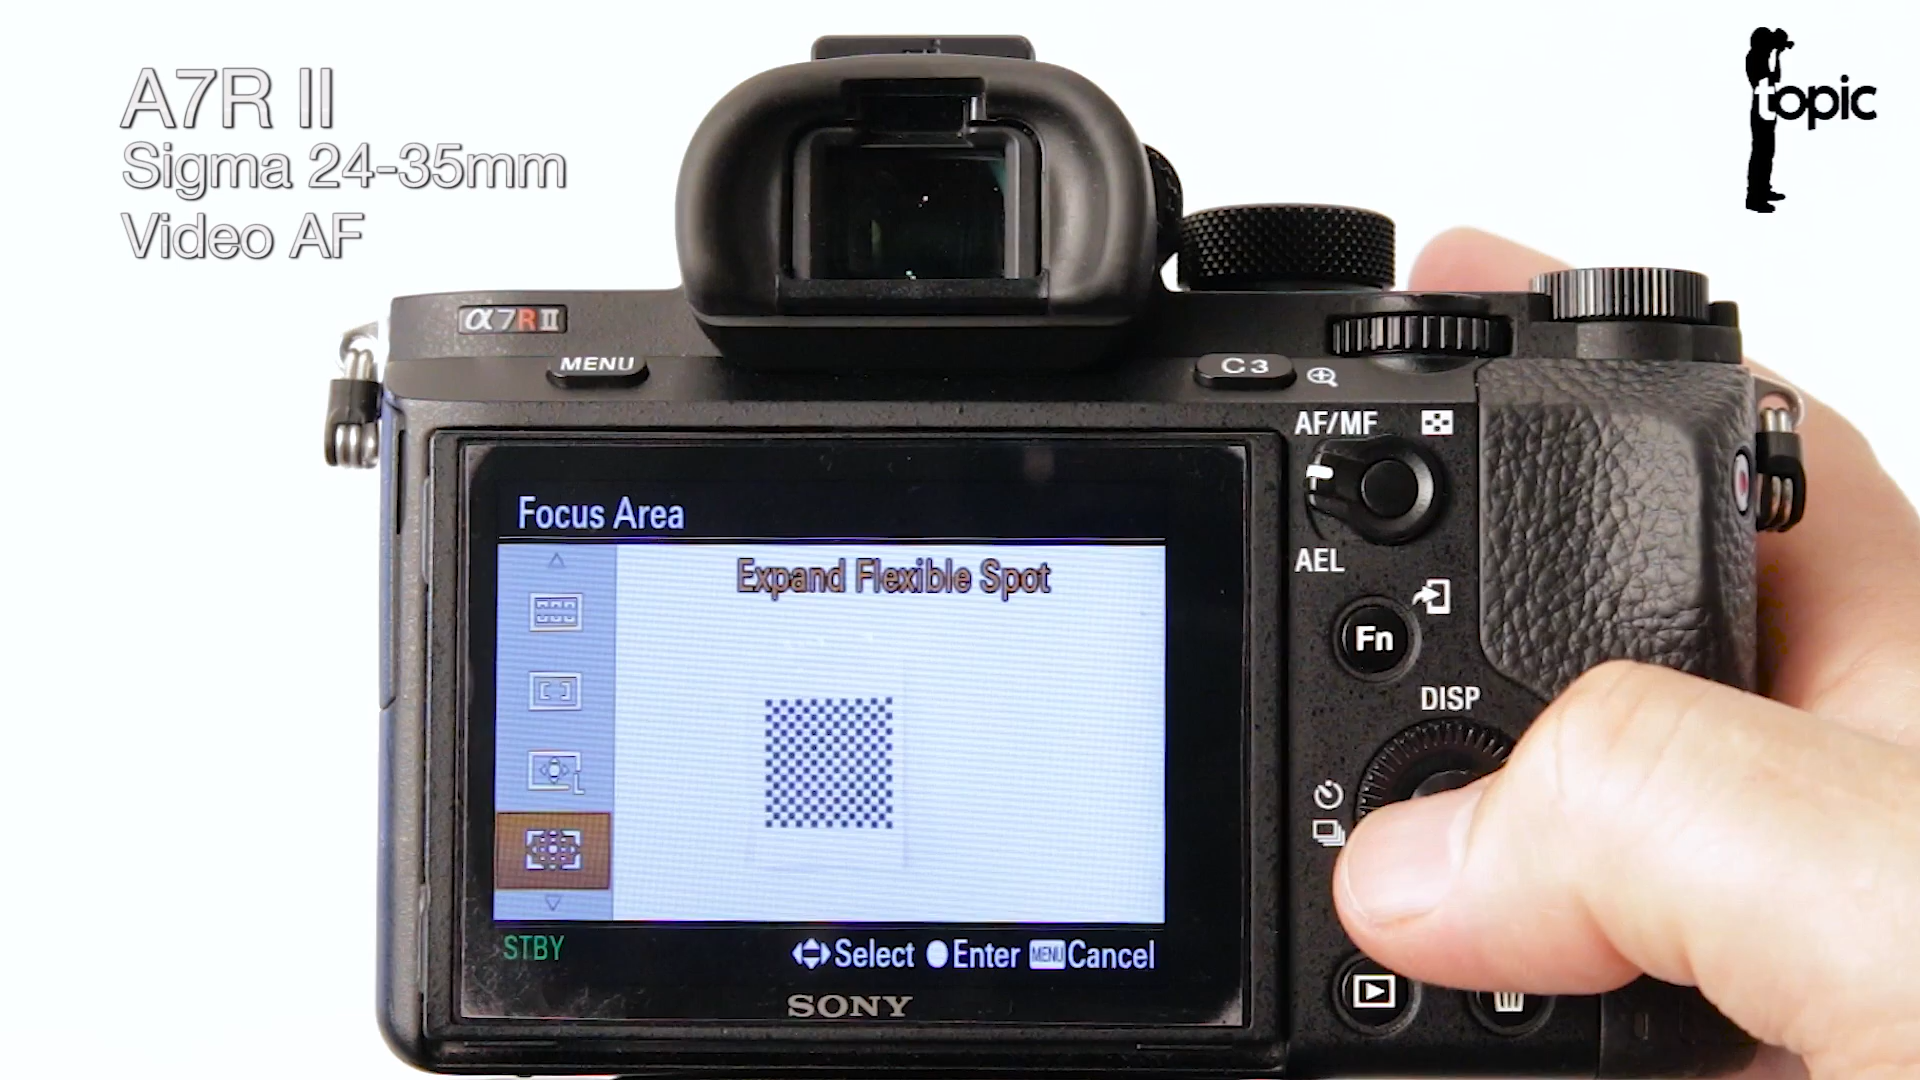 A7R II
Sigma 24-35mm
Video AF
topic
α7RII
MENU
C3
AF/MF
AEL
Fn
DISP
Focus Area
Expand Flexible Spot
L
STBY
Select Enter MENU Cancel
SONY